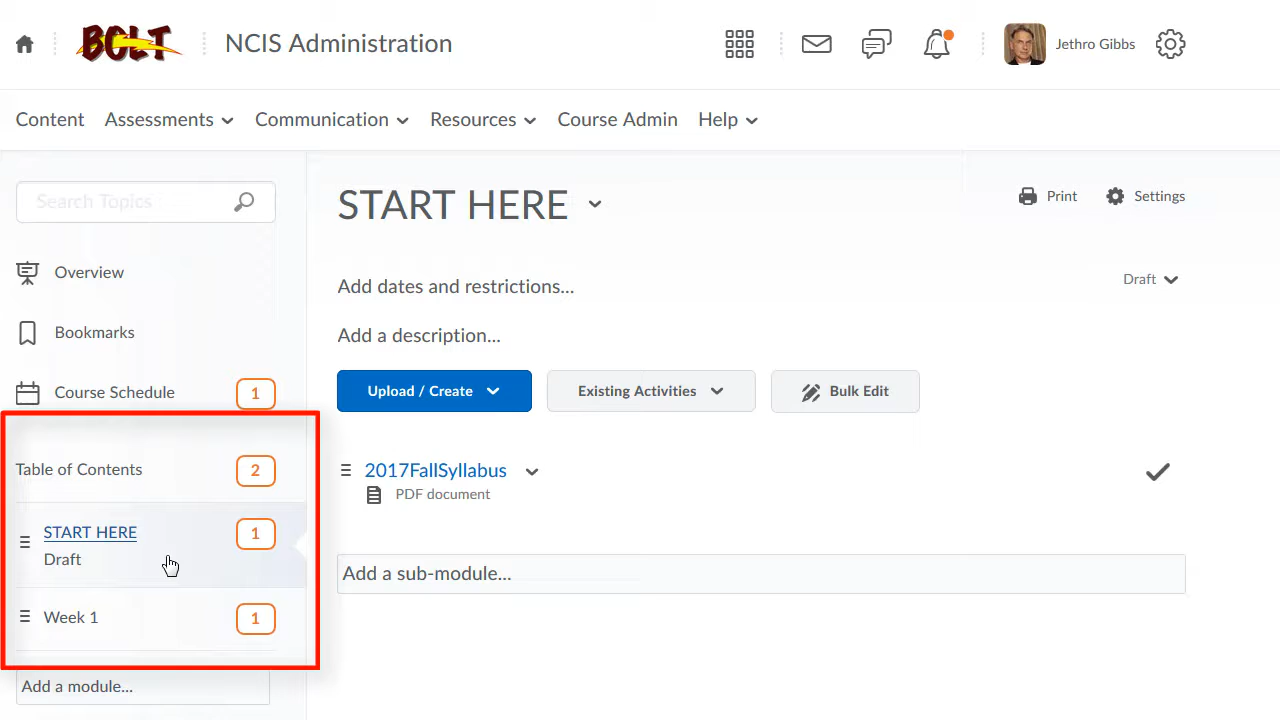 BOLT
NCIS Administration
Jethro Gibbs
Content
Assessments
Communication
Resources
Course Admin
Help
Search Topics
Overview
Bookmarks
Course Schedule
1
Table of Contents
2
START HERE
1
Draft
Week 1
1
Add a module...
START HERE
Print
Settings
Add dates and restrictions...
Draft
Add a description...
Upload / Create
Existing Activities
Bulk Edit
2017FallSyllabus
PDF document
Add a sub-module...